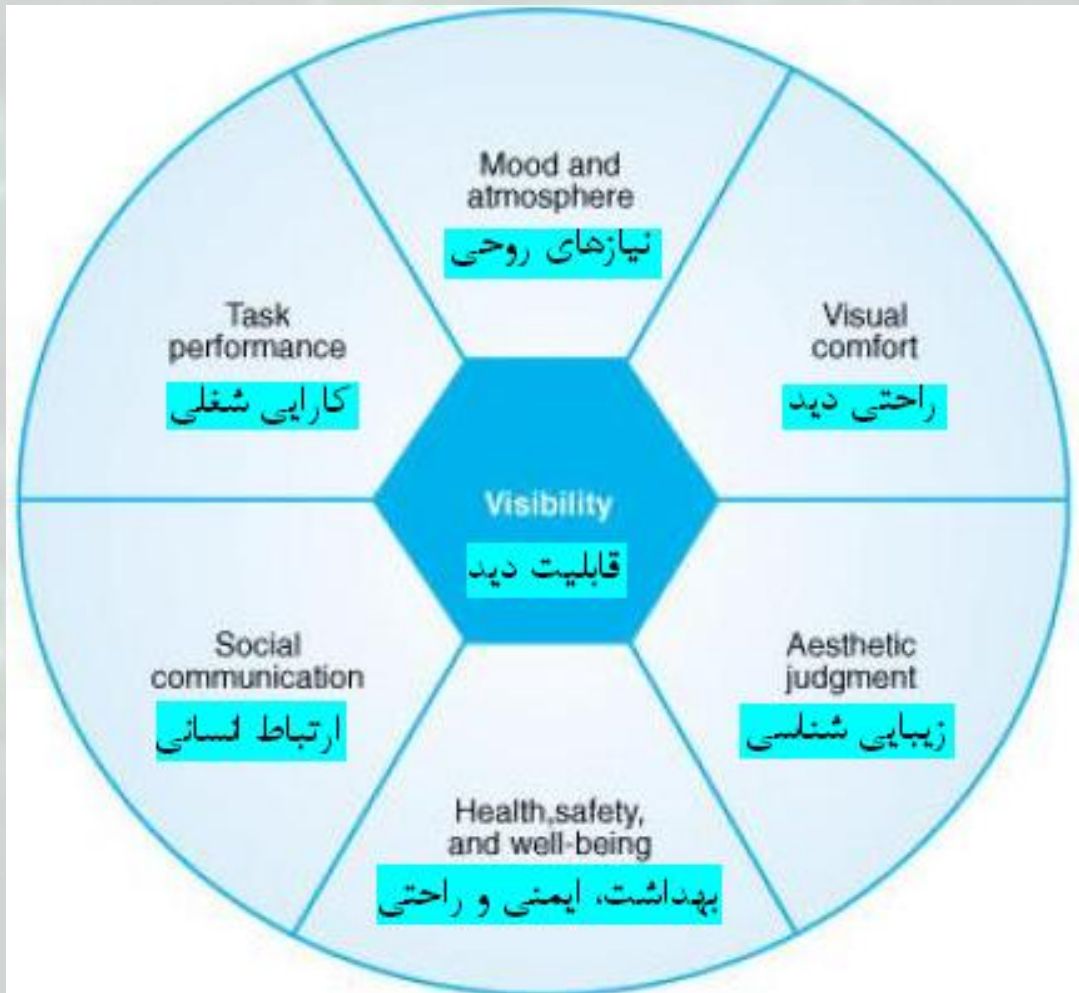 Mood and
atmosphere
نیازهای روحی
Task
performance
کارایی شغلی
Visual
comfort
راحتی دید
Visibility
قابلیت دید
Social
communication
ارتباط انسانی
Aesthetic
judgment
زیبایی شناسی
Health,safety,
and well-being
بهداشت، ایمنی و راحتی